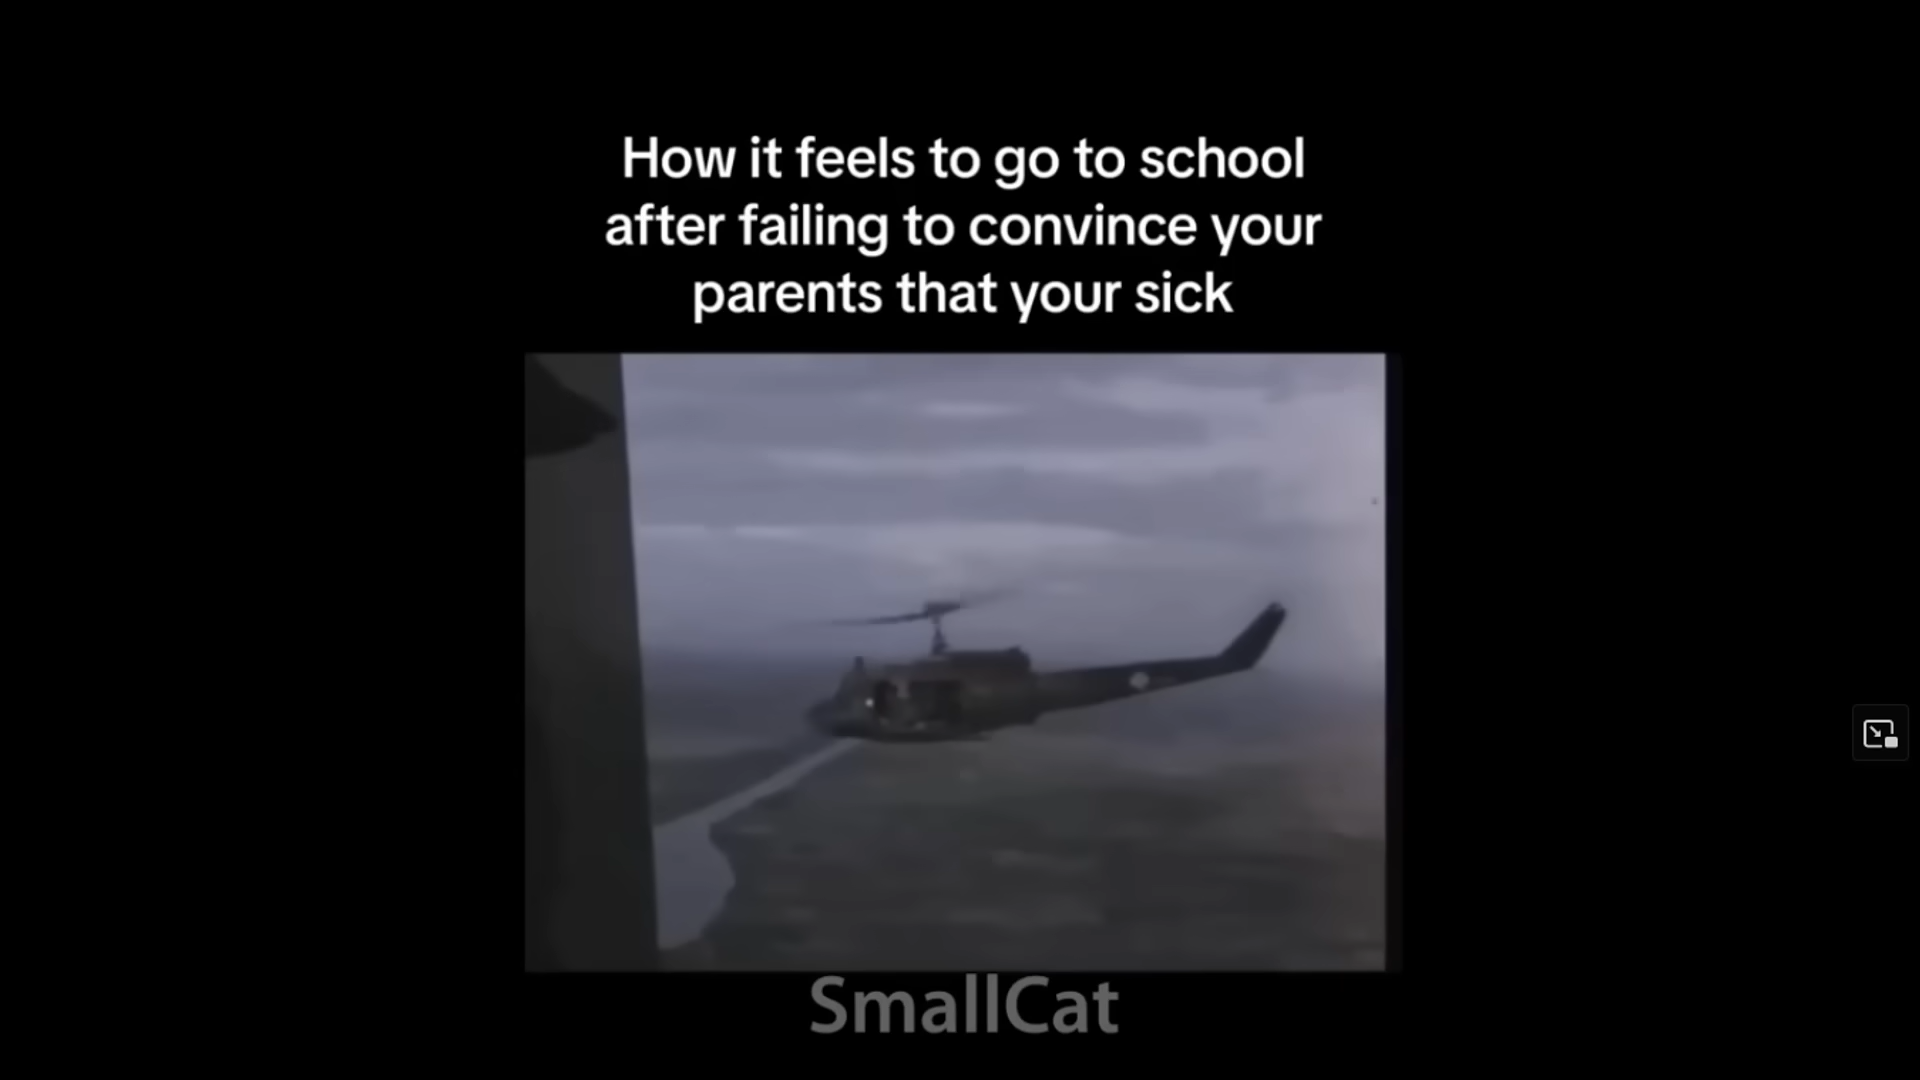 How it feels to go to school
after failing to convince your
parents that your sick
SmallCat